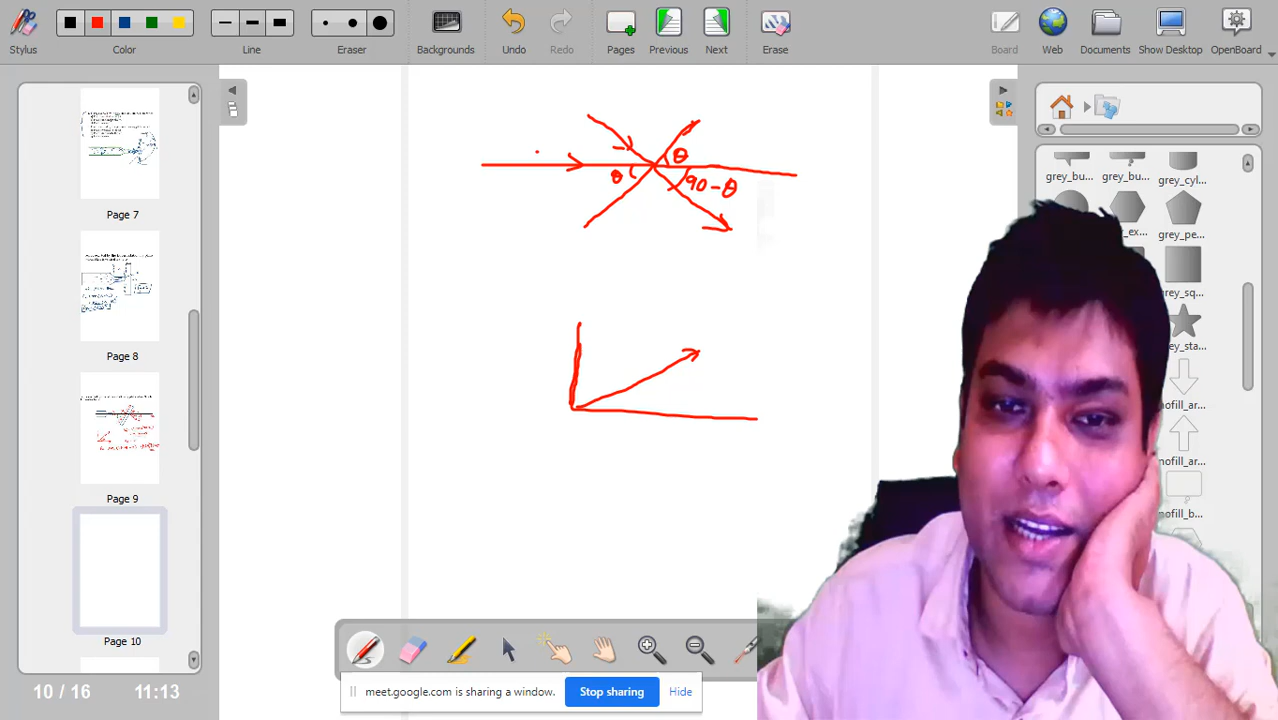 Stylus
Color
Line
Eraser
Backgrounds
Undo
Redo
Pages
Previous
Next
Erase
Board
Web
Documents
Show Desktop
OpenBoard
Page 7
Page 8
Page 9
Page 10
10 / 16
11:13
θ
θ
90-θ
grey_bu...
grey_bu...
grey_cyl...
grey_pe...
grey_sq...
meet.google.com is sharing a window.
Stop sharing
Hide